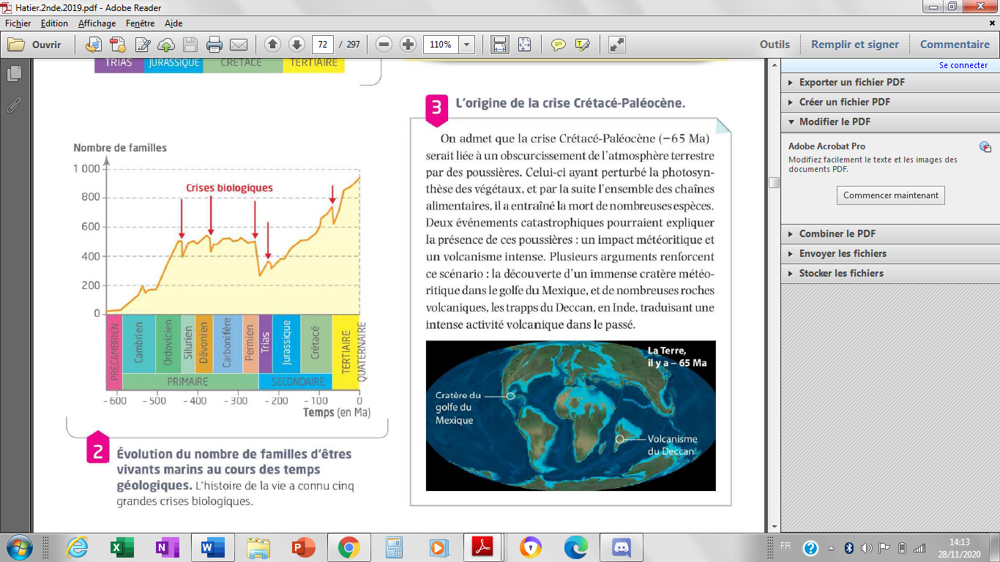 Hatier.2nde.2019.pdf - Adobe Reader
Fichier Edition Affichage Fenêtre Aide
Ouvrir
72 / 297
110%
Outils
Remplir et signer
Commentaire
Se connecter
Exporter un fichier PDF
Créer un fichier PDF
Modifier le PDF
Adobe Acrobat Pro
Modifiez facilement le texte et les images des
documents PDF.
Commencer maintenant
Combiner le PDF
Envoyer les fichiers
Stocker les fichiers
TRIAS JURASSIQUE CRÉTACÉ TERTIAIRE
Nombre de familles
1 000
800
600
400
200
0
Crises biologiques
PRÉCAMBRIEN
Cambrien
Ordovicien
Silurien
Dévonien
Carbonifère
Permien
Trias
Jurassique
Crétacé
TERTIAIRE
QUATERNAIRE
PRIMAIRE
SECONDAIRE
- 600 - 500 - 400 - 300 - 200 - 100 0
Temps (en Ma)
2
Évolution du nombre de familles d'êtres
vivants marins au cours des temps
géologiques. L'histoire de la vie a connu cinq
grandes crises biologiques.
3
L'origine de la crise Crétacé-Paléocène.
On admet que la crise Crétacé-Paléocène (−65 Ma)
serait liée à un obscurcissement de l'atmosphère terrestre
par des poussières. Celui-ci ayant perturbé la photosyn-
thèse des végétaux, et par la suite l'ensemble des chaînes
alimentaires, il a entraîné la mort de nombreuses espèces.
Deux événements catastrophiques pourraient expliquer
la présence de ces poussières : un impact météoritique et
un volcanisme intense. Plusieurs arguments renforcent
ce scénario : la découverte d'un immense cratère météo-
ritique dans le golfe du Mexique, et de nombreuses roches
volcaniques, les trapps du Deccan, en Inde, traduisant une
intense activité volcanique dans le passé.
La Terre,
il y a – 65 Ma
Cratère du
golfe du
Mexique
Volcanisme
du Deccan
FR
14:13
28/11/2020